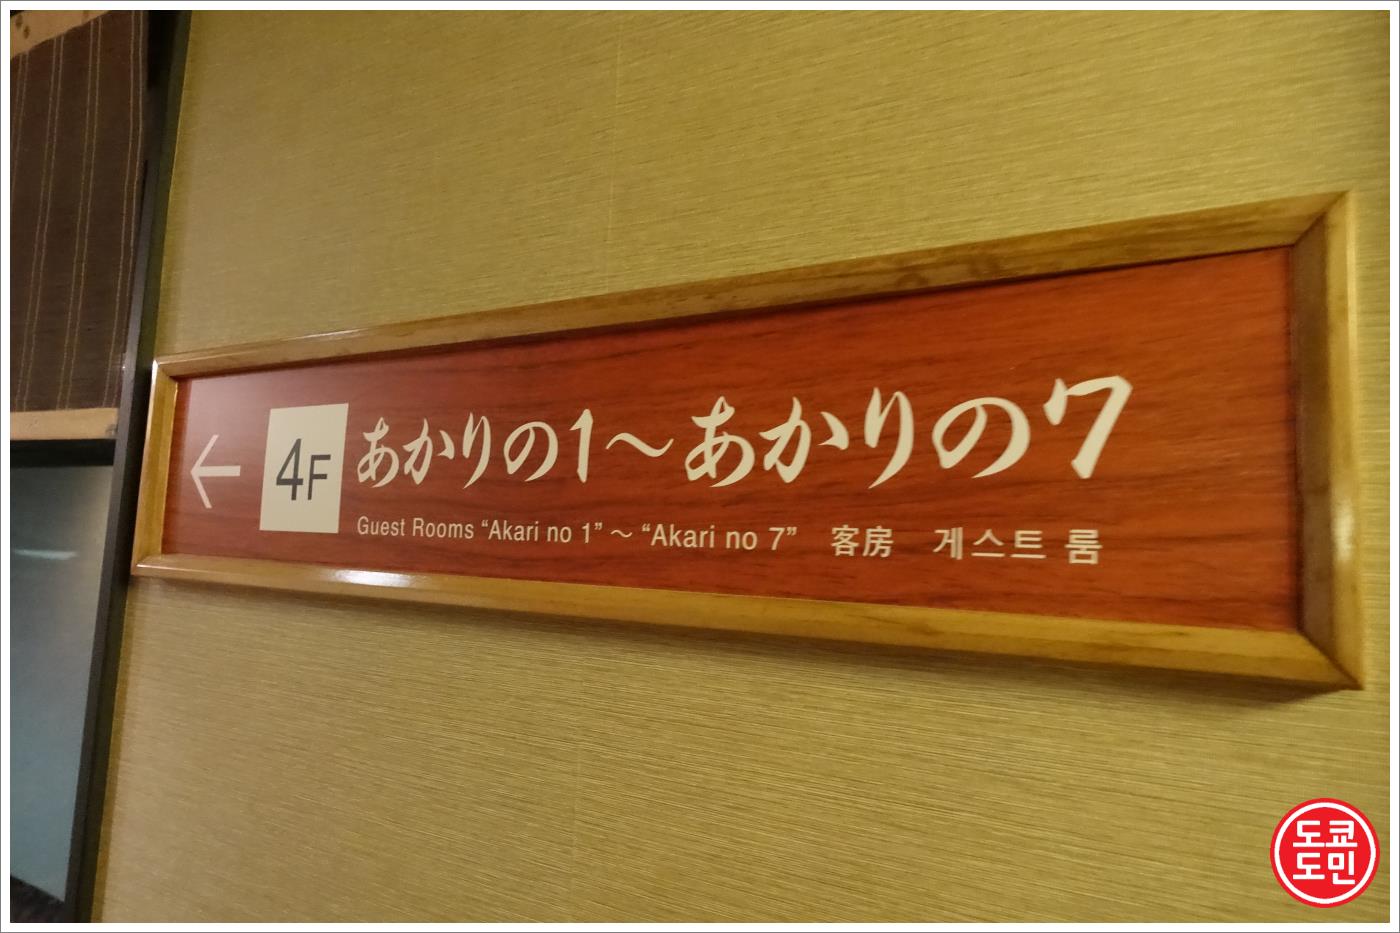 ← 4F あかりの1～あかりの7
Guest Rooms “Akari no 1” ～ “Akari no 7” 客房 게스트 룸
도쿄
도민